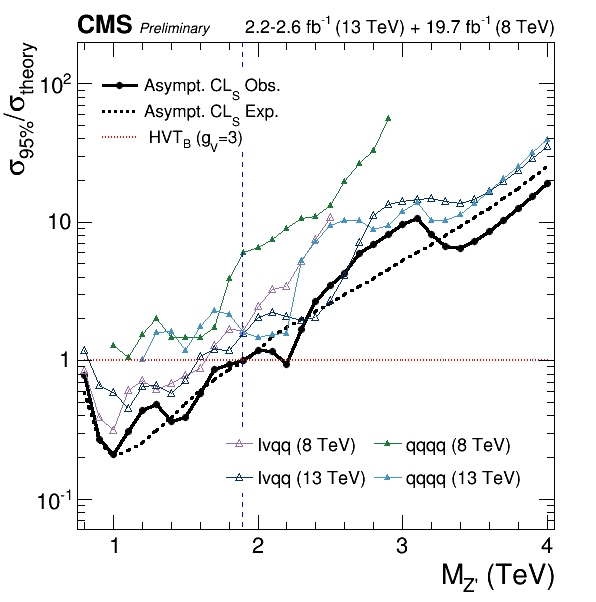 CMS Preliminary 2.2-2.6 fb⁻¹ (13 TeV) + 19.7 fb⁻¹ (8 TeV)
σ95%/σtheory
10²
10
1
10⁻¹
Asympt. CLS Obs.
Asympt. CLS Exp.
HVTB (gV=3)
lνqq (8 TeV) qqqq (8 TeV)
lνqq (13 TeV) qqqq (13 TeV)
1 2 3 4
MZ' (TeV)